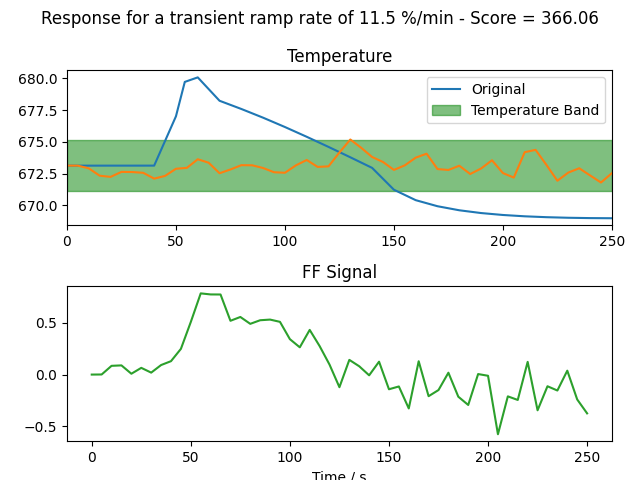 Response for a transient ramp rate of 11.5 %/min - Score = 366.06
Temperature
680.0
677.5
675.0
672.5
670.0
Original
Temperature Band
0 50 100 150 200 250
FF Signal
0.5
0.0
−0.5
0 50 100 150 200 250
Time / s